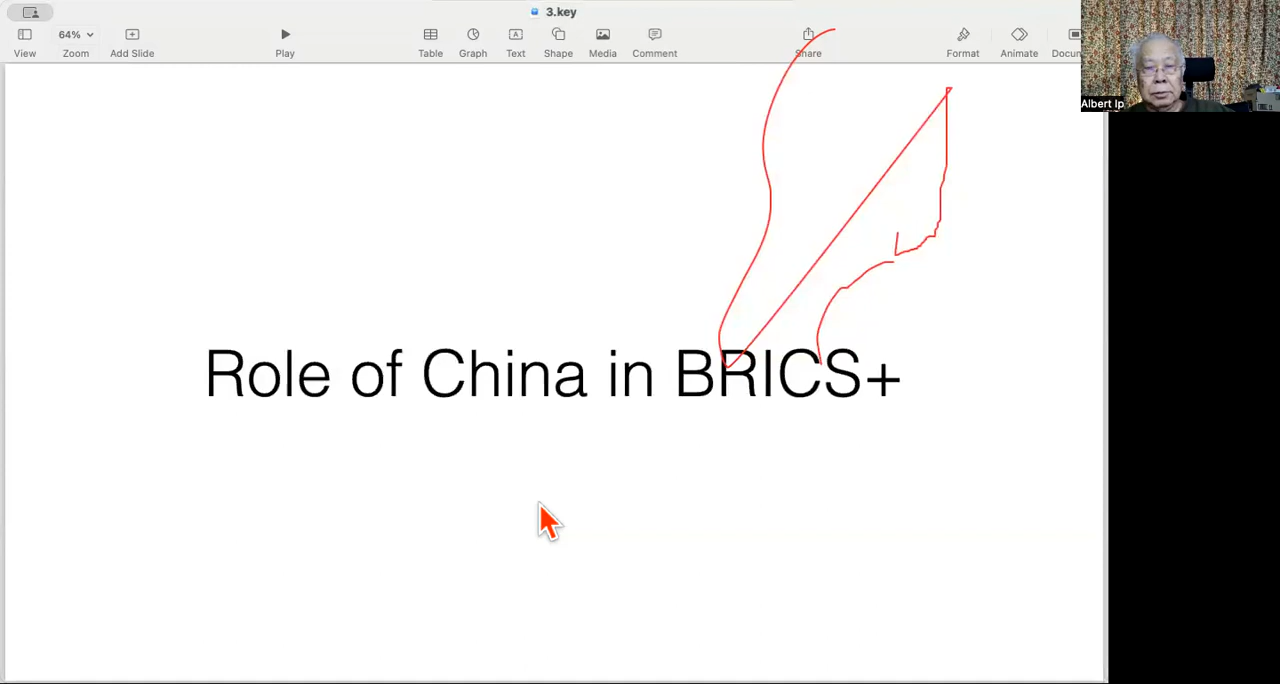 3.key
64%
View Zoom Add Slide Play Table Graph Text Shape Media Comment Share Format Animate Docum
Albert Ip
Role of China in BRICS+